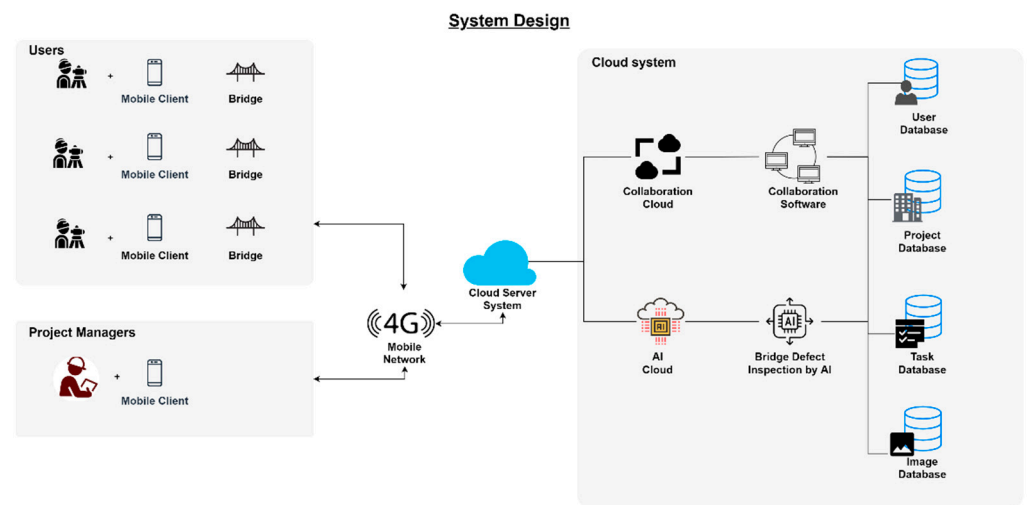 System Design
Users
+
Mobile Client
Bridge
+
Mobile Client
Bridge
+
Mobile Client
Bridge
Project Managers
+
Mobile Client
4G
Mobile
Network
Cloud Server
System
Cloud system
Collaboration
Cloud
Collaboration
Software
AI
Cloud
AI
Bridge Defect
Inspection by AI
User
Database
Project
Database
Task
Database
Image
Database